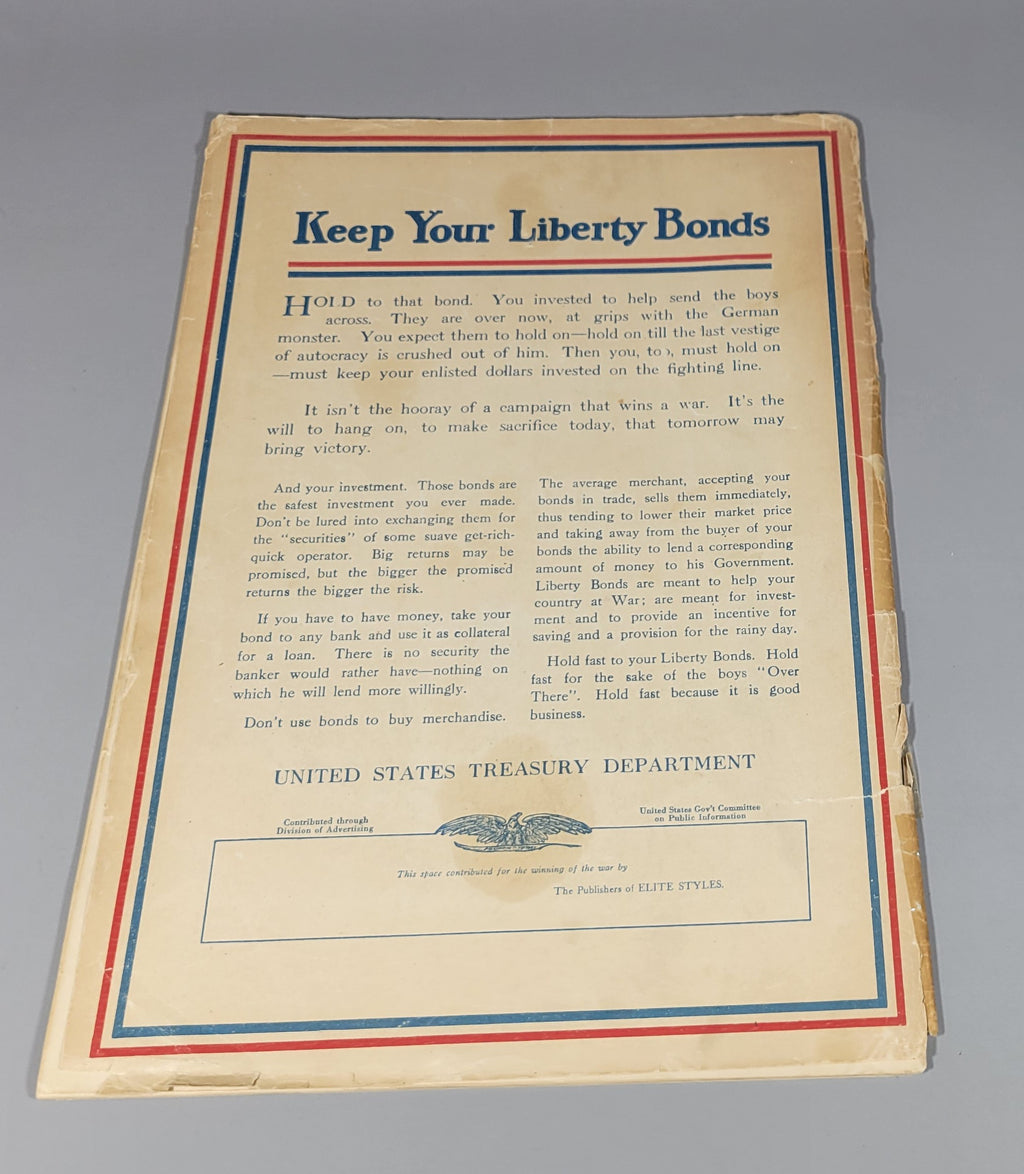 Keep Your Liberty Bonds
HOLD to that bond. You invested to help send the boys
across. They are over now, at grips with the German
monster. You expect them to hold on—hold on till the last vestige
of autocracy is crushed out of him. Then you, too, must hold on
—must keep your enlisted dollars invested on the fighting line.
It isn't the hooray of a campaign that wins a war. It's the
will to hang on, to make sacrifice today, that tomorrow may
bring victory.
And your investment. Those bonds are
the safest investment you ever made.
Don't be lured into exchanging them for
the "securities" of some suave get-rich-
quick operator. Big returns may be
promised, but the bigger the promised
returns the bigger the risk.
If you have to have money, take your
bond to any bank and use it as collateral
for a loan. There is no security the
banker would rather have—nothing on
which he will lend more willingly.
Don't use bonds to buy merchandise.
The average merchant, accepting your
bonds in trade, sells them immediately,
thus tending to lower their market price
and taking away from the buyer of your
bonds the ability to lend a corresponding
amount of money to his Government.
Liberty Bonds are meant to help your
country at War; are meant for invest-
ment and to provide an incentive for
saving and a provision for the rainy day.
Hold fast to your Liberty Bonds. Hold
fast for the sake of the boys "Over
There". Hold fast because it is good
business.
UNITED STATES TREASURY DEPARTMENT
Contributed through
Division of Advertising
United States Gov't Committee
on Public Information
This space contributed for the winning of the war by
The Publishers of ELITE STYLES.